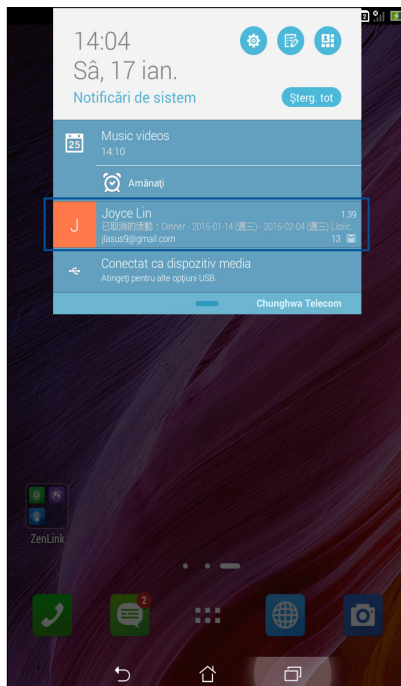 14:04
Sâ, 17 ian.
Notificări de sistem
Șterg. tot
25
Music videos
14:10
Amânați
J
Joyce Lin
1.39
已取消的活動：Dinner - 2015-01-14 (週三) - 2015-02-04 (週三) (Joic
jlasus9@gmail.com
13
Conectat ca dispozitiv media
Atingeți pentru alte opțiuni USB.
Chunghwa Telecom
ZenLink
2